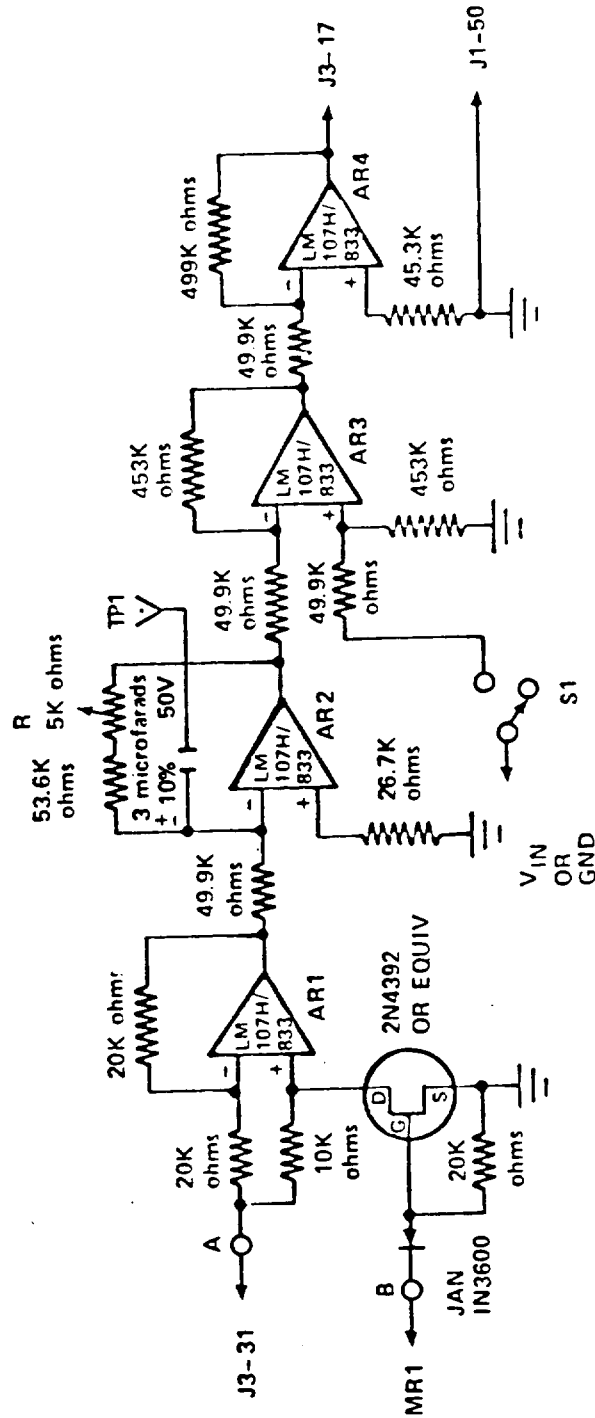 J3-31
A
20K
ohms
20K ohms
10K
ohms
-
+
LM
107H/
833
AR1
MR1
B
JAN
IN3600
D
G
S
20K
ohms
2N4392
OR EQUIV
49.9K
ohms
53.6K
ohms
R
5K ohms
3 microfarads
+ 10%
-
50V
TP1
-
+
LM
107H/
833
AR2
26.7K
ohms
VIN
OR
GND
S1
49.9K
ohms
49.9K
ohms
453K
ohms
-
+
LM
107H/
833
AR3
453K
ohms
49.9K
ohms
499K ohms
-
+
LM
107H/
833
AR4
45.3K
ohms
J3-17
J1-50